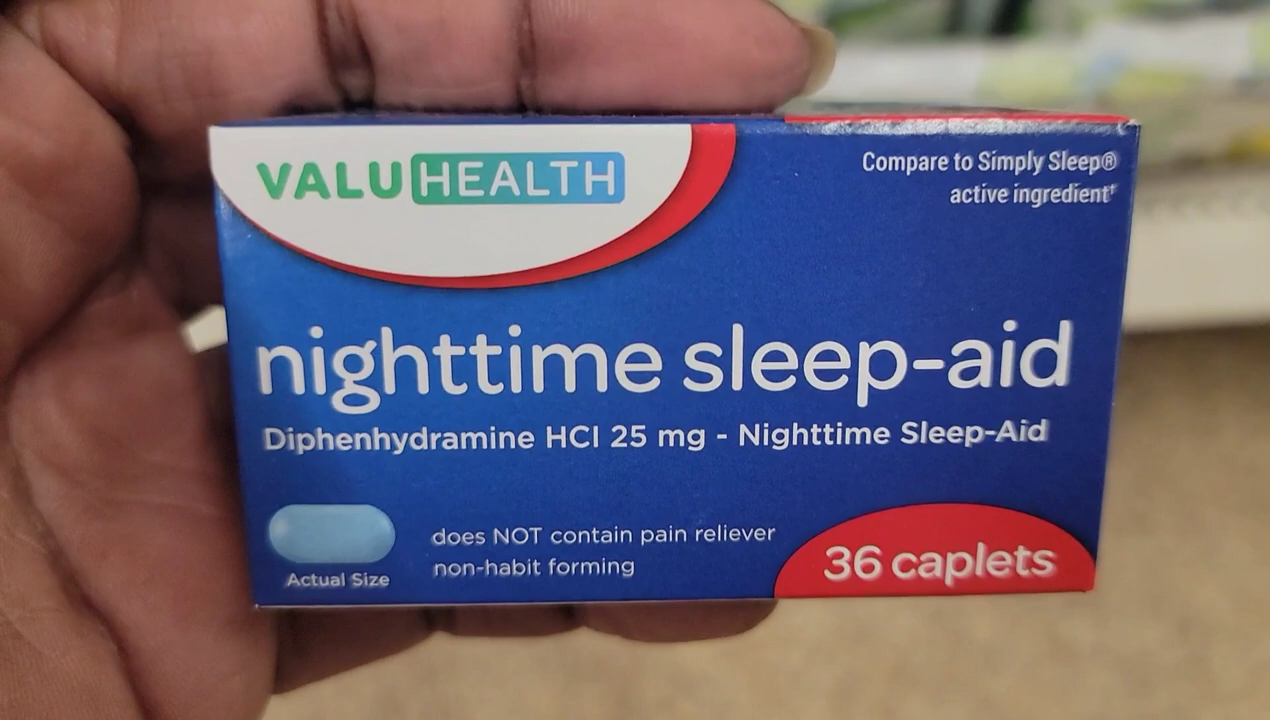 VALUHEALTH
Compare to Simply Sleep®
active ingredient†
nighttime sleep-aid
Diphenhydramine HCl 25 mg - Nighttime Sleep-Aid
does NOT contain pain reliever
non-habit forming
Actual Size
36 caplets